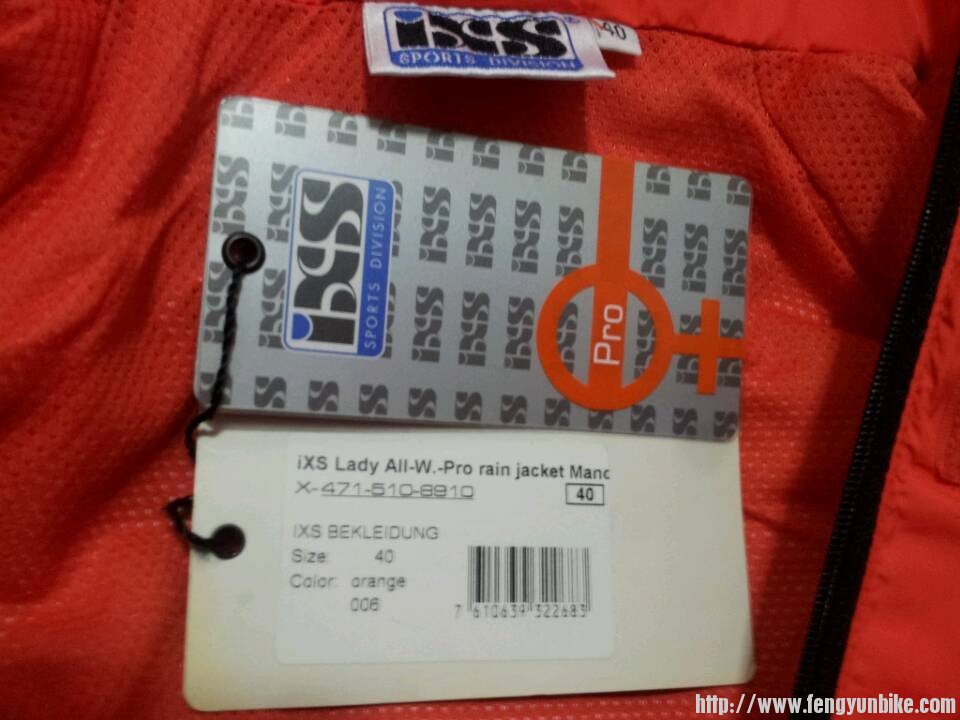 iXS
®
40
SPORTS DIVISION
iXS
SPORTS DIVISION
Pro
iXS Lady All-W.-Pro rain jacket Manc
X-471-510-8910
40
IXS BEKLEIDUNG
Size: 40
Color: orange
006
7 610639 322683
http://www.fengyunbike.com